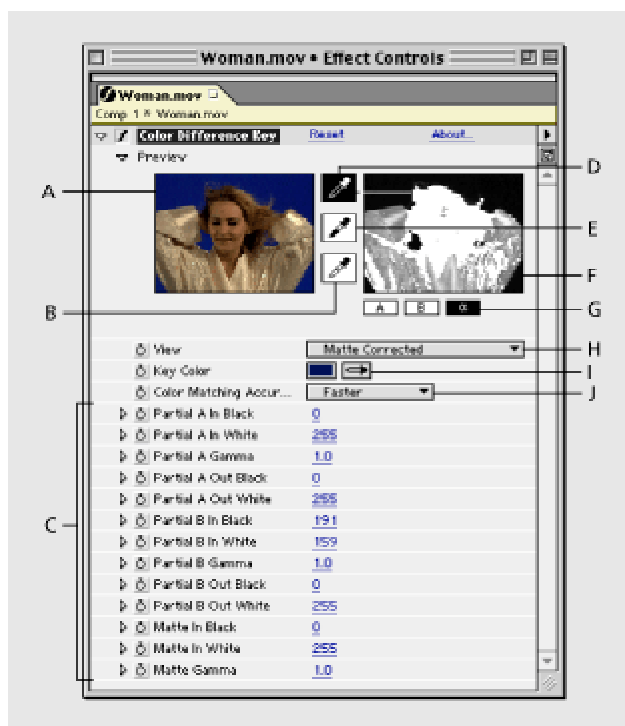 Woman.mov • Effect Controls
Woman.mov
Comp 1 * Woman.mov
Color Difference Key Reset About...
Preview
A
D
E
B
F
A B α
G
View Matte Corrected H
Key Color I
Color Matching Accur... Faster J
Partial A In Black 0
Partial A In White 255
Partial A Gamma 1.0
Partial A Out Black 0
Partial A Out White 255
C
Partial B In Black 191
Partial B In White 159
Partial B Gamma 1.0
Partial B Out Black 0
Partial B Out White 255
Matte In Black 0
Matte In White 255
Matte Gamma 1.0